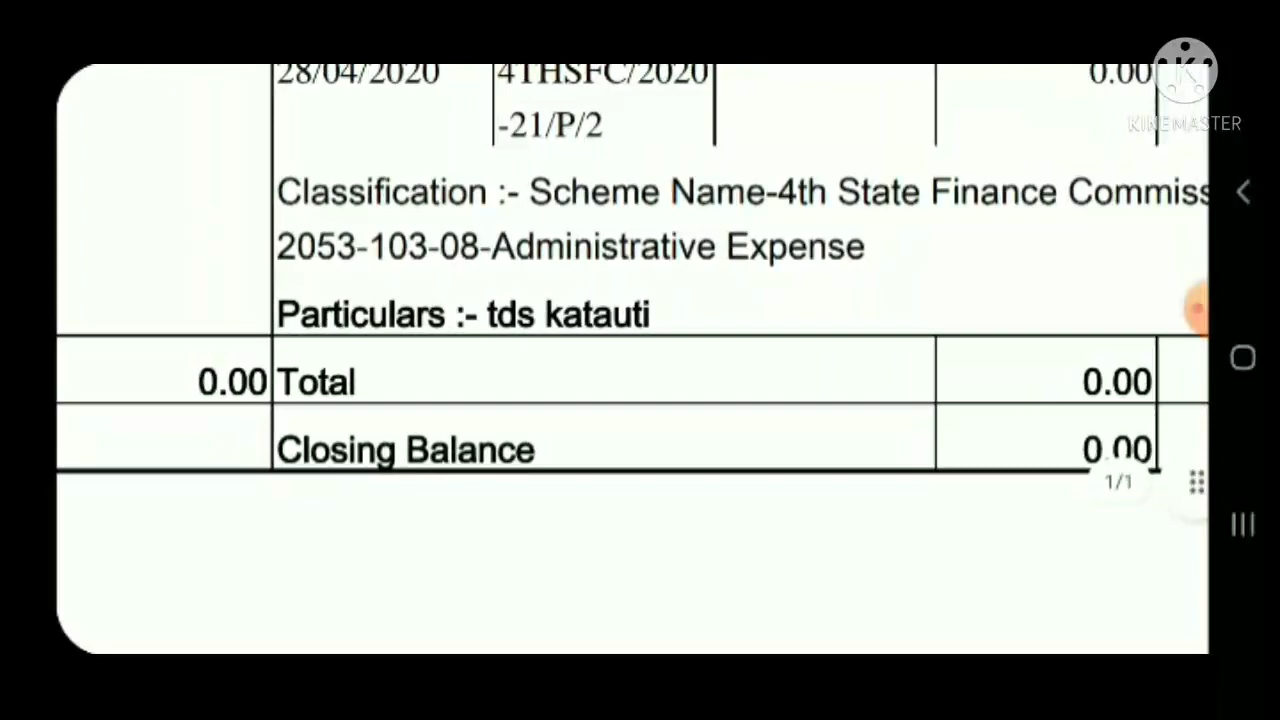 28/04/2020 4THSFC/2020 0.00
-21/P/2
Classification :- Scheme Name-4th State Finance Commiss
2053-103-08-Administrative Expense
Particulars :- tds katauti
0.00 Total 0.00
Closing Balance 0.00
1/1
K
KINEMASTER